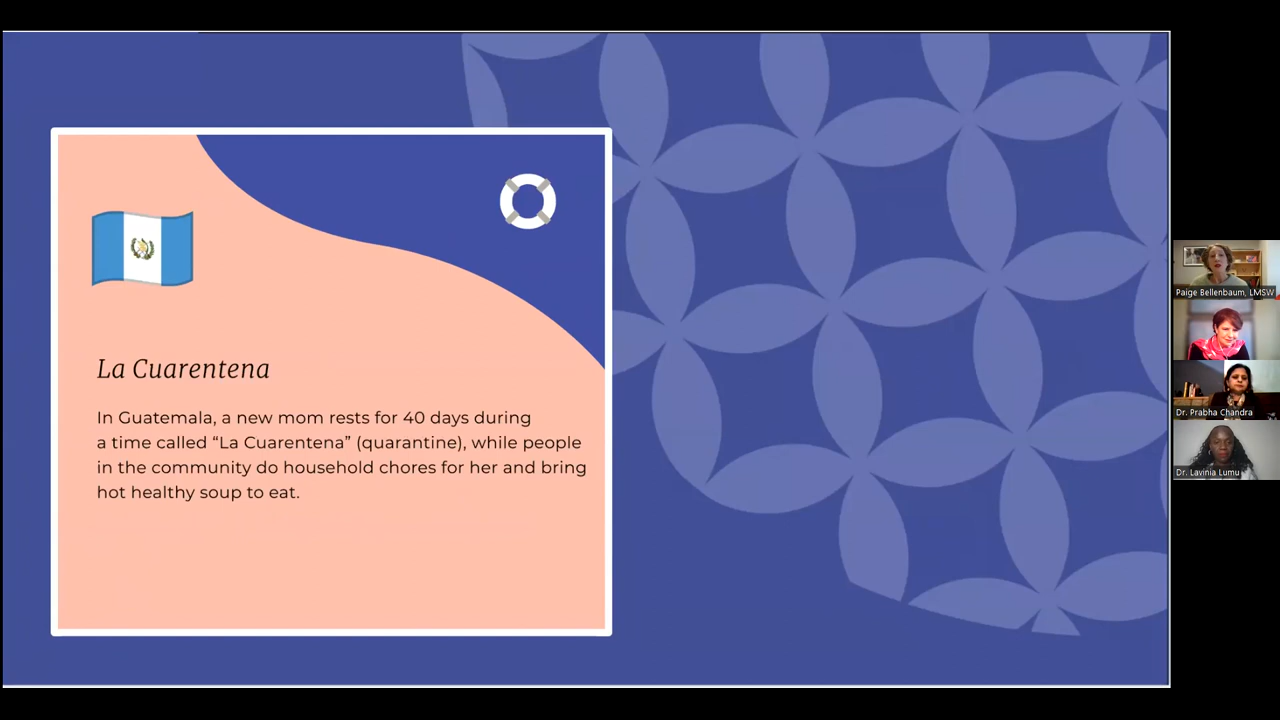 La Cuarentena
In Guatemala, a new mom rests for 40 days during
a time called “La Cuarentena” (quarantine), while people
in the community do household chores for her and bring
hot healthy soup to eat.
Paige Bellenbaum, LMSW
Dr. Prabha Chandra
Dr. Lavinia Lumu